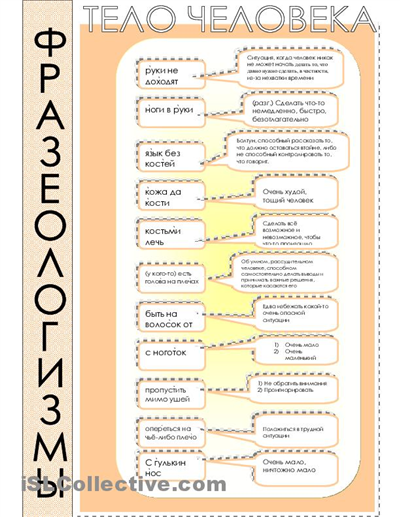 ТЕЛО ЧЕЛОВЕКА
ФРАЗЕОЛОГИЗМЫ
руки не
доходят
Ситуация, когда человек никак
не может начать делать то, что
давно нужно сделать, в частности,
из-за нехватки времени
ноги в руки
(разг.) Сделать что-то
немедленно, быстро,
безотлагательно
язык без
костей
Болтун, способный рассказать то,
что должно оставаться втайне, либо
не способный контролировать то,
что говорит.
кожа да
кости
Очень худой,
тощий человек
костьми
лечь
Сделать всё
возможное и
невозможное, чтобы
что-то произошло
(у кого-то) есть
голова на плечах
Об умном, рассудительном
человеке, способном
самостоятельно делать выводы и
принимать важные решения,
которые касаются его
быть на
волосок от
Едва небежать какой-то
очень опасной
ситуации
с ноготок
1) Очень мало
2) Очень
маленький
пропустить
мимо ушей
1) Не обратить внимание
2) Проигнорировать
опереться на
чьё-либо плечо
Положиться в трудной
ситуации
С гулькин
нос
Очень мало,
ничтожно мало
iSLCollective.com